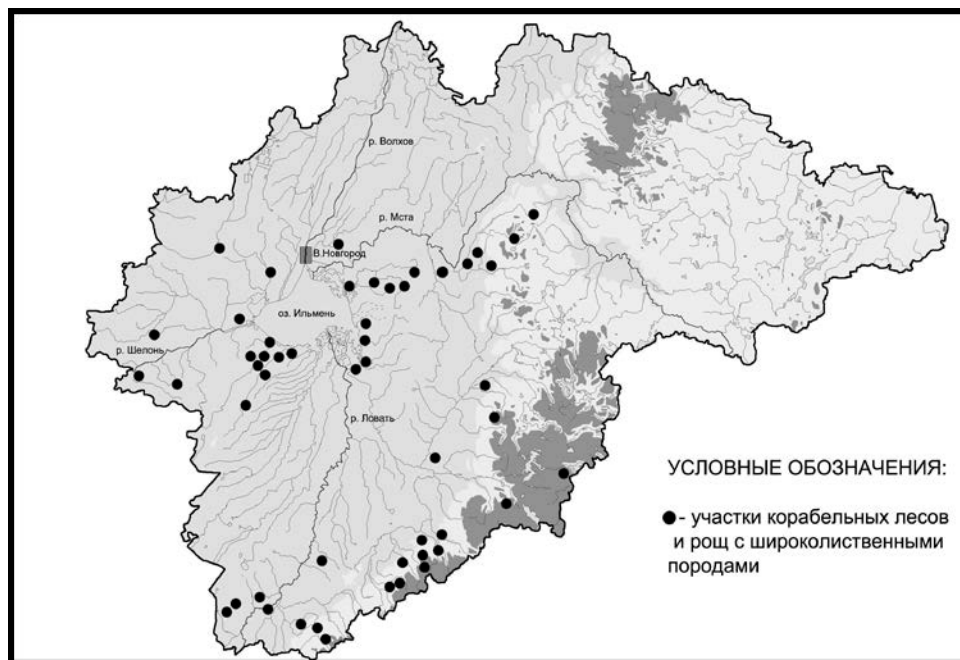 р. Волхов
р. Мста
В.Новгород
оз. Ильмень
р. Шелонь
р. Ловать
УСЛОВНЫЕ ОБОЗНАЧЕНИЯ:
- участки корабельных лесов
и рощ с широколиственными
породами